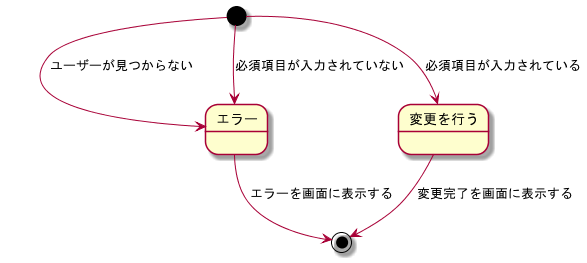 ユーザーが見つからない
必須項目が入力されていない
必須項目が入力されている
エラー
変更を行う
エラーを画面に表示する
変更完了を画面に表示する